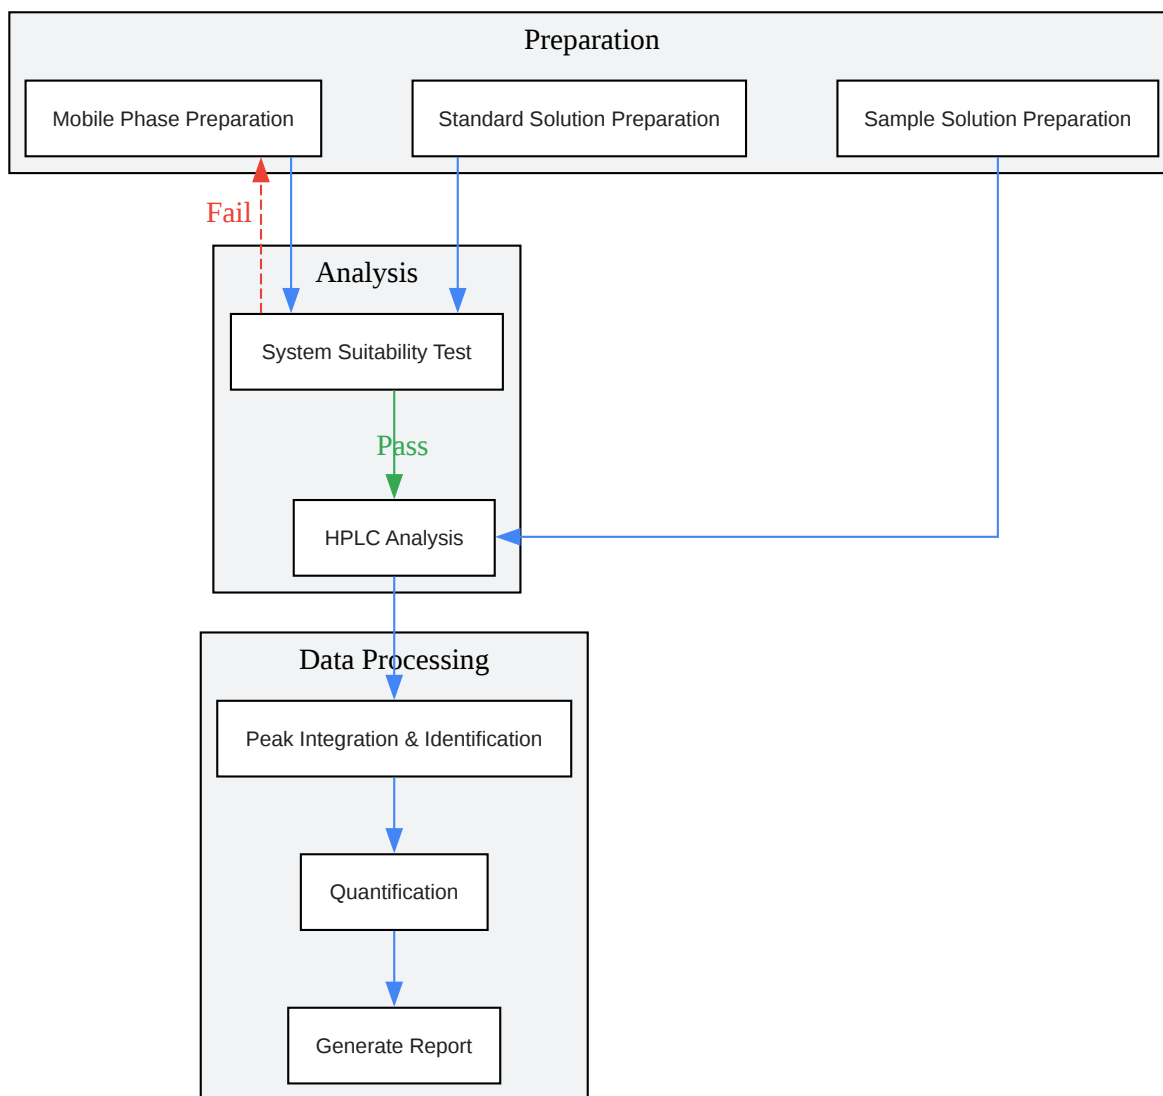 Preparation
Mobile Phase Preparation
Standard Solution Preparation
Sample Solution Preparation
Fail
Analysis
System Suitability Test
Pass
HPLC Analysis
Data Processing
Peak Integration & Identification
Quantification
Generate Report